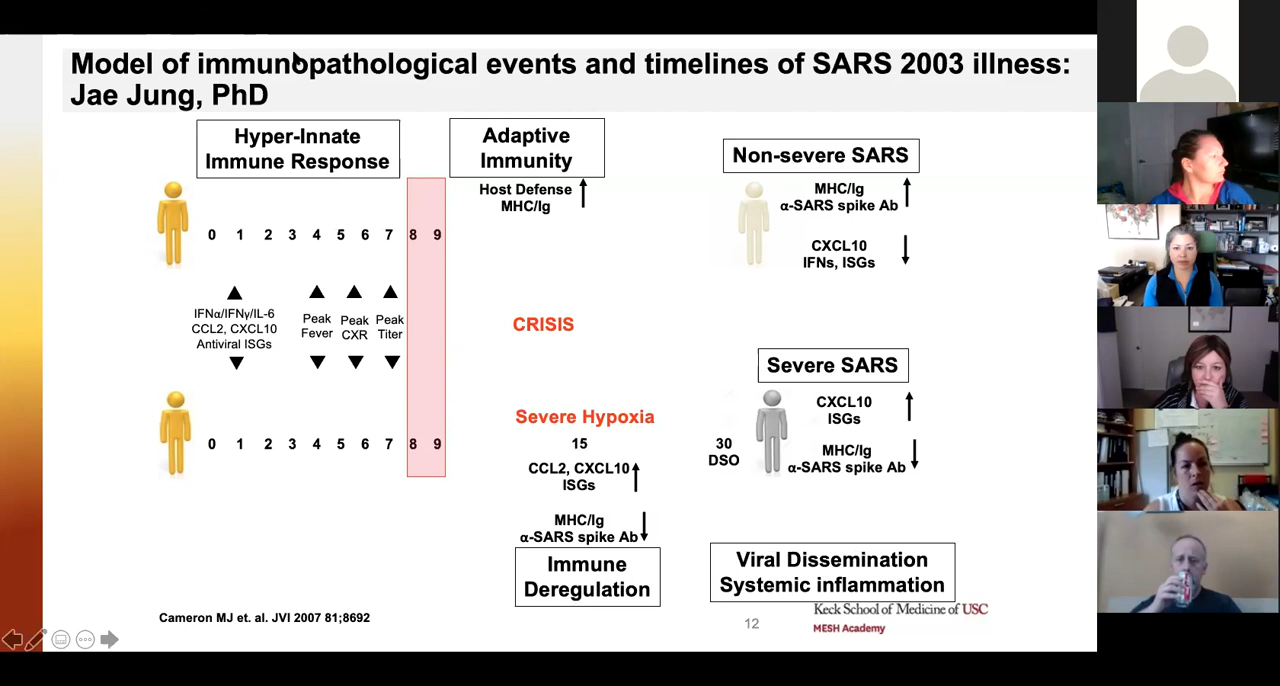 Model of immunopathological events and timelines of SARS 2003 illness:
Jae Jung, PhD
Hyper-Innate
Immune Response
Adaptive
Immunity
Host Defense
MHC/Ig
Non-severe SARS
MHC/Ig
α-SARS spike Ab
CXCL10
IFNs, ISGs
0 1 2 3 4 5 6 7 8 9
IFNα/IFNγ/IL-6
CCL2, CXCL10
Antiviral ISGs
Peak
Fever
Peak
CXR
Peak
Titer
CRISIS
Severe SARS
CXCL10
ISGs
MHC/Ig
α-SARS spike Ab
Severe Hypoxia
0 1 2 3 4 5 6 7 8 9
15
30
DSO
CCL2, CXCL10
ISGs
MHC/Ig
α-SARS spike Ab
Immune
Deregulation
Viral Dissemination
Systemic inflammation
Cameron MJ et. al. JVI 2007 81;8692
12
Keck School of Medicine of USC
MESH Academy